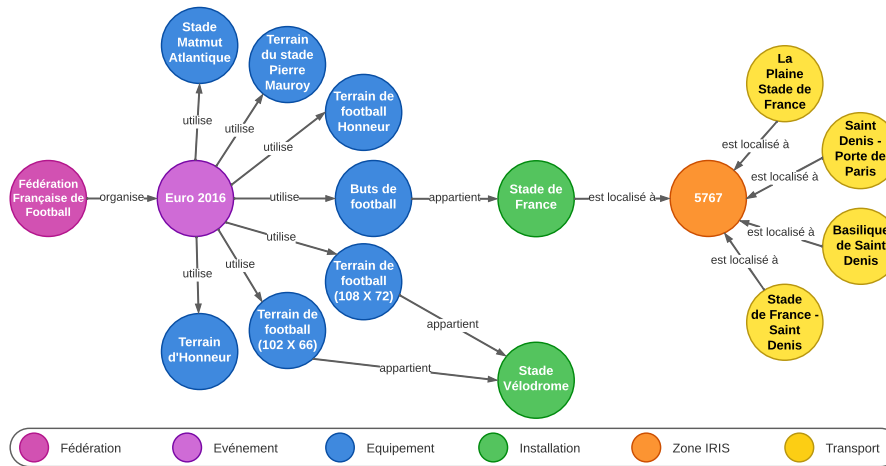 Stade
Matmut
Atlantique
Terrain
du stade
Pierre
Mauroy
Terrain de
football
Honneur
La
Plaine
Stade de
France
Saint
Denis -
Porte de
Paris
utilise
utilise
utilise
est localisé à
est localisé à
Fédération
Française de
Football
organise
Euro 2016
utilise
Buts de
football
appartient
Stade de
France
est localisé à
5767
utilise
utilise
utilise
Terrain de
football
(108 X 72)
est localisé à
est localisé à
Basilique
de Saint
Denis
Terrain
d'Honneur
Terrain de
football
(102 X 66)
appartient
appartient
Stade
Vélodrome
Stade
de France -
Saint
Denis
Fédération
Evénement
Equipement
Installation
Zone IRIS
Transport